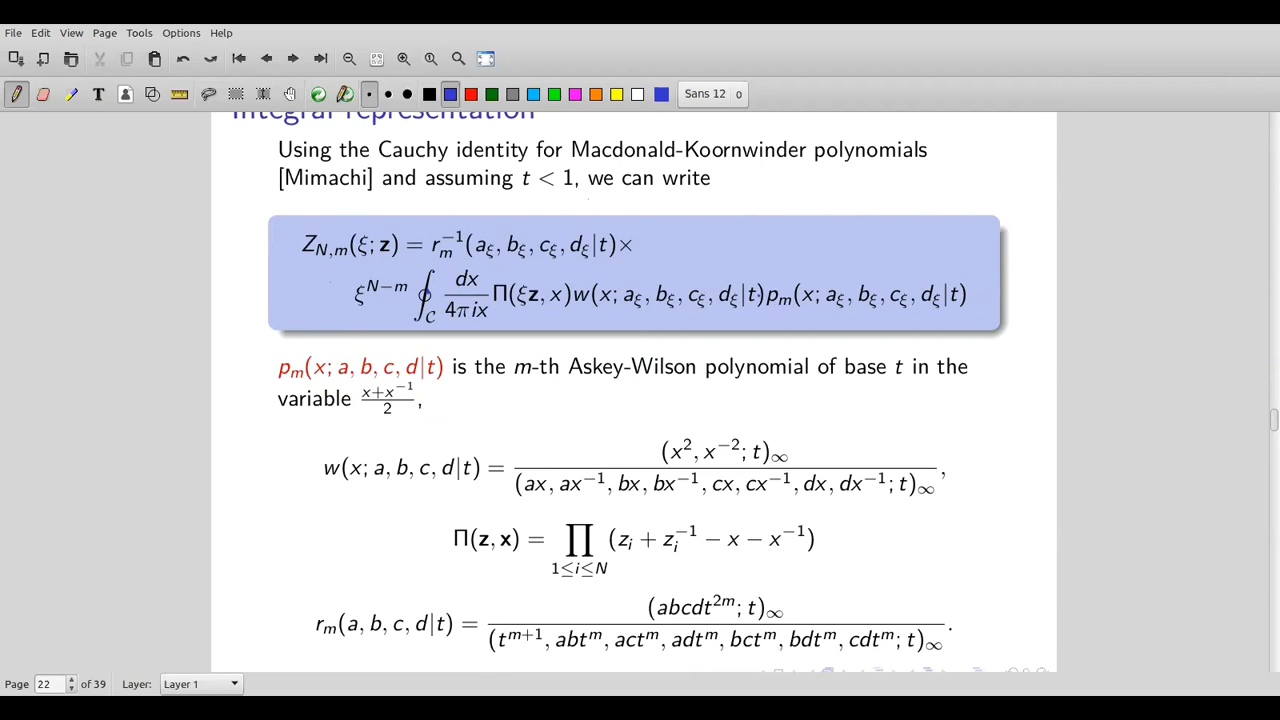 File Edit View Page Tools Options Help
Sans 12 0
Integral representation
Using the Cauchy identity for Macdonald-Koornwinder polynomials
[Mimachi] and assuming t < 1, we can write
Z_{N,m}(ξ; z) = r_m^{-1}(a_ξ, b_ξ, c_ξ, d_ξ|t)×
ξ^{N−m} ∮_C dx/(4πix) Π(ξz, x)w(x; a_ξ, b_ξ, c_ξ, d_ξ|t)p_m(x; a_ξ, b_ξ, c_ξ, d_ξ|t)
p_m(x; a, b, c, d|t) is the m-th Askey-Wilson polynomial of base t in the
variable (x+x^{-1})/2,
w(x; a, b, c, d|t) = (x^2, x^{-2}; t)_∞ / (ax, ax^{-1}, bx, bx^{-1}, cx, cx^{-1}, dx, dx^{-1}; t)_∞,
Π(z, x) = ∏_{1≤i≤N} (z_i + z_i^{-1} − x − x^{-1})
r_m(a, b, c, d|t) = (abcdt^{2m}; t)_∞ / (t^{m+1}, abt^m, act^m, adt^m, bct^m, bdt^m, cdt^m; t)_∞.
Page 22 of 39 Layer: Layer 1